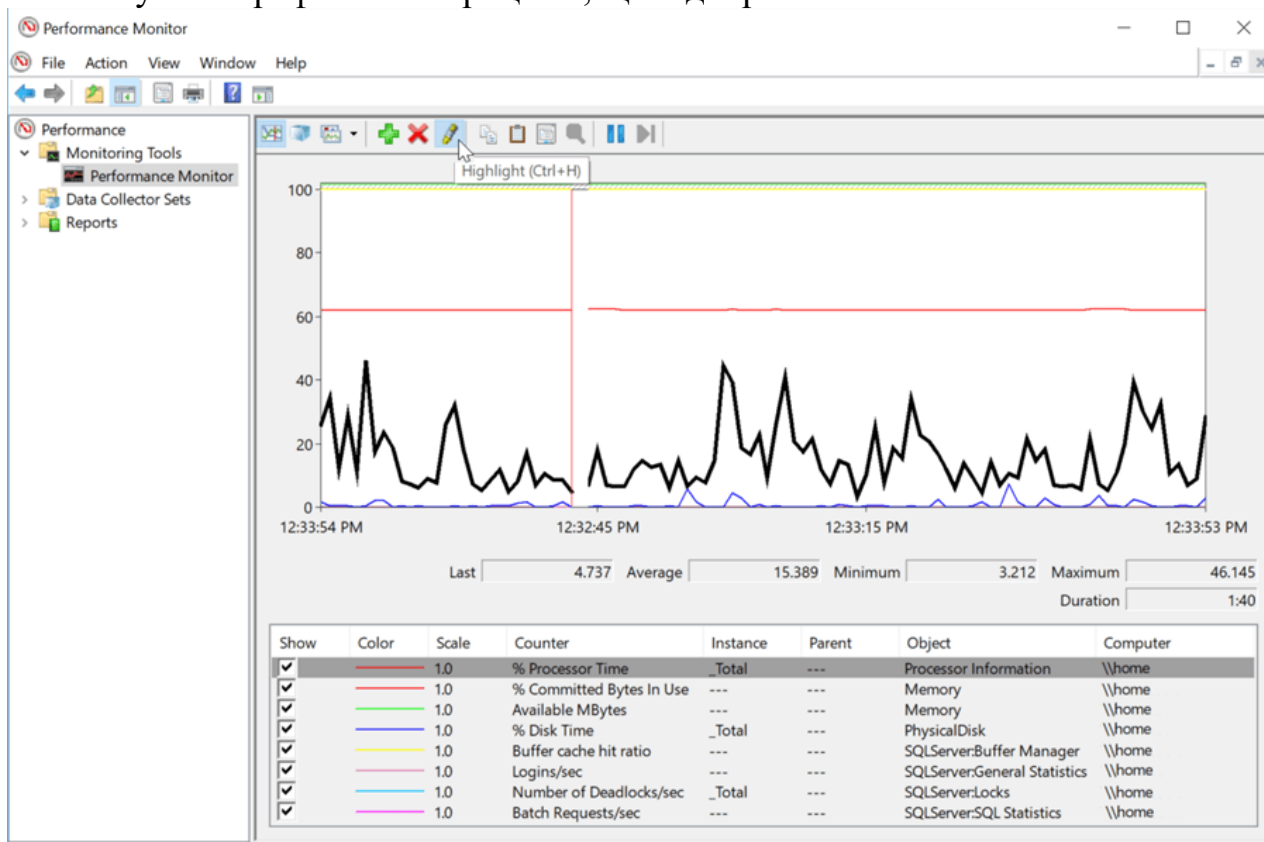 Performance Monitor
File Action View Window Help
Performance
Monitoring Tools
Performance Monitor
Data Collector Sets
Reports
Highlight (Ctrl+H)
100
80
60
40
20
0
12:33:54 PM 12:32:45 PM 12:33:15 PM 12:33:53 PM
Last 4.737 Average 15.389 Minimum 3.212 Maximum 46.145
Duration 1:40
Show Color Scale Counter Instance Parent Object Computer
1.0 % Processor Time _Total --- Processor Information \\home
1.0 % Committed Bytes In Use --- --- Memory \\home
1.0 Available MBytes --- --- Memory \\home
1.0 % Disk Time _Total --- PhysicalDisk \\home
1.0 Buffer cache hit ratio --- --- SQLServer:Buffer Manager \\home
1.0 Logins/sec --- --- SQLServer:General Statistics \\home
1.0 Number of Deadlocks/sec _Total --- SQLServer:Locks \\home
1.0 Batch Requests/sec --- --- SQLServer:SQL Statistics \\home